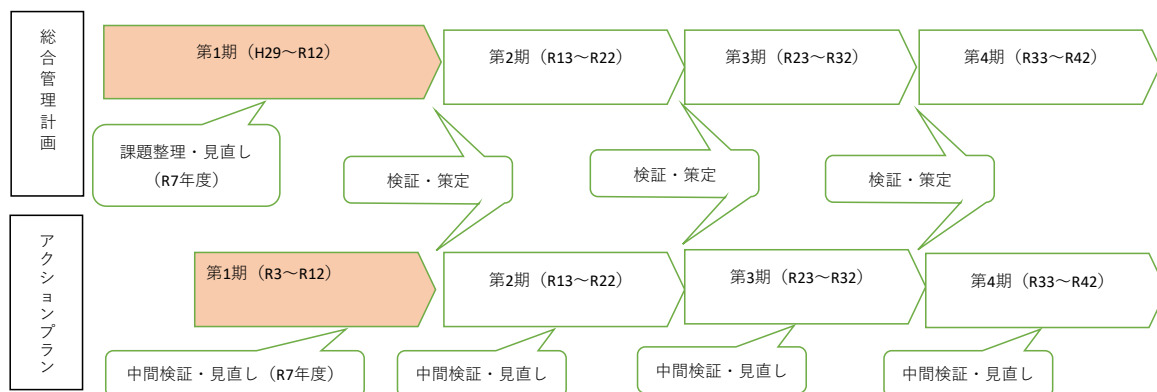 総合管理計画
第1期（H29～R12）
第2期（R13～R22）
第3期（R23～R32）
第4期（R33～R42）
課題整理・見直し
（R7年度）
検証・策定
検証・策定
検証・策定
アクションプラン
第1期（R3～R12）
第2期（R13～R22）
第3期（R23～R32）
第4期（R33～R42）
中間検証・見直し（R7年度）
中間検証・見直し
中間検証・見直し
中間検証・見直し